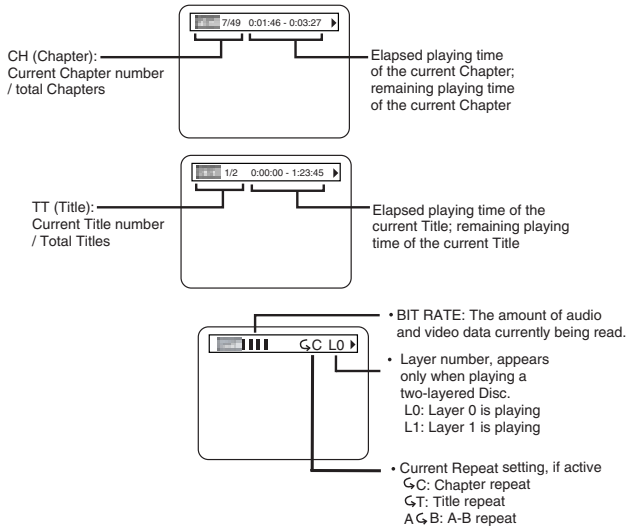 7/49 0:01:46 - 0:03:27
CH (Chapter):
Current Chapter number
/ total Chapters
Elapsed playing time
of the current Chapter;
remaining playing time
of the current Chapter
1/2 0:00:00 - 1:23:45
TT (Title):
Current Title number
/ Total Titles
Elapsed playing time of the
current Title; remaining playing
time of the current Title
C L0
• BIT RATE: The amount of audio
and video data currently being read.
• Layer number, appears
only when playing a
two-layered Disc.
L0: Layer 0 is playing
L1: Layer 1 is playing
• Current Repeat setting, if active
C: Chapter repeat
T: Title repeat
A B: A-B repeat